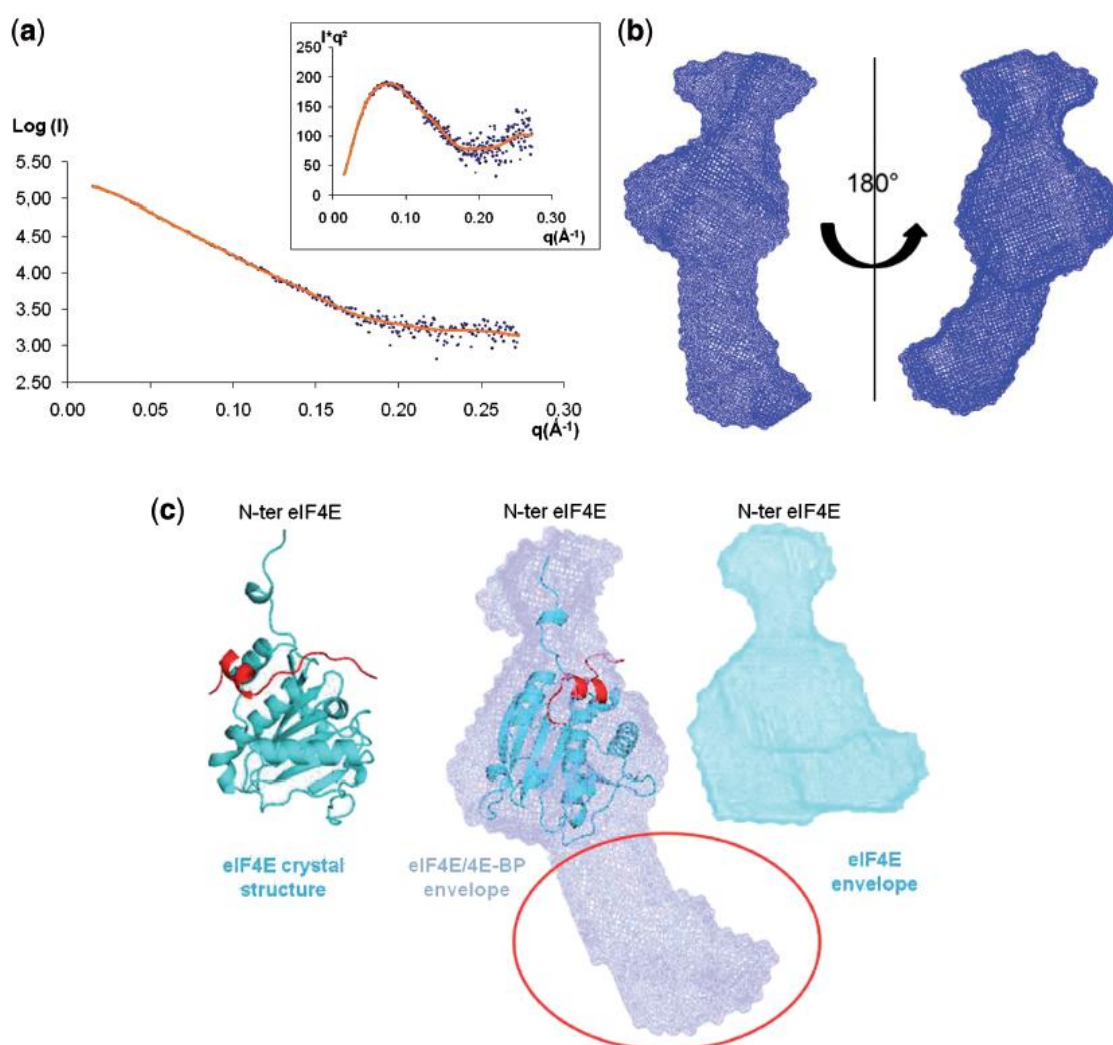 (a)
I*q²
250
200
150
100
50
0
0.00 0.10 0.20 0.30
q(Å⁻¹)
Log (I)
5.50
5.00
4.50
4.00
3.50
3.00
2.50
0.00 0.05 0.10 0.15 0.20 0.25 0.30
q(Å⁻¹)
(b)
180°
(c)
N-ter eIF4E
eIF4E crystal
structure
N-ter eIF4E
eIF4E/4E-BP
envelope
N-ter eIF4E
eIF4E
envelope